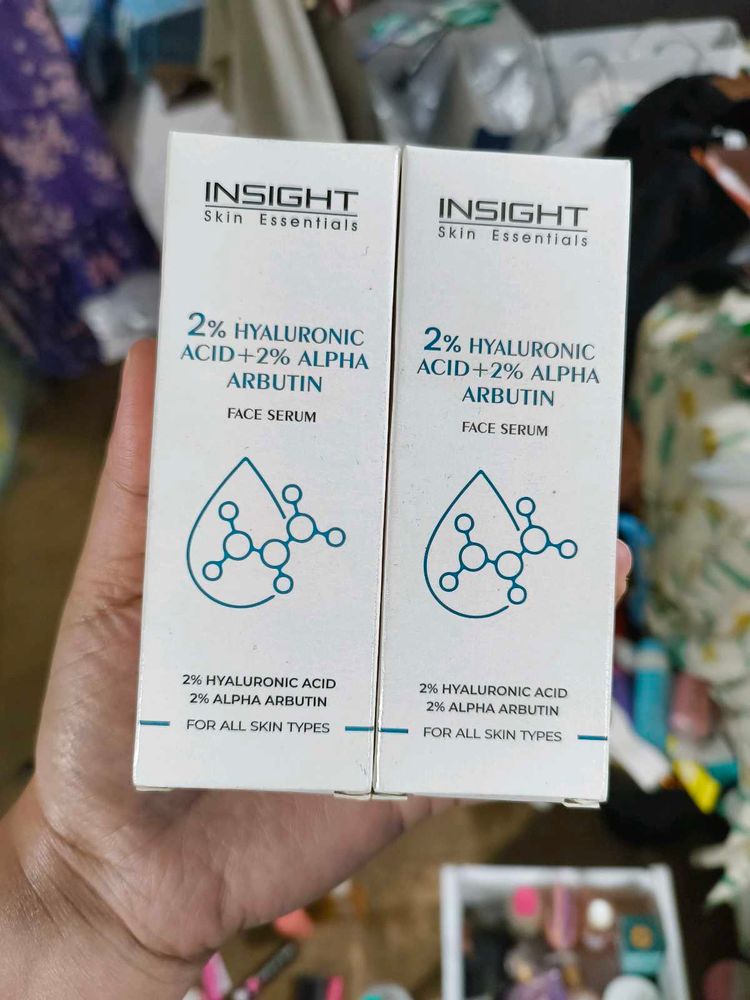 INSIGHT
Skin Essentials
2% HYALURONIC
ACID+2% ALPHA
ARBUTIN
FACE SERUM
2% HYALURONIC ACID
2% ALPHA ARBUTIN
FOR ALL SKIN TYPES
INSIGHT
Skin Essentials
2% HYALURONIC
ACID+2% ALPHA
ARBUTIN
FACE SERUM
2% HYALURONIC ACID
2% ALPHA ARBUTIN
FOR ALL SKIN TYPES